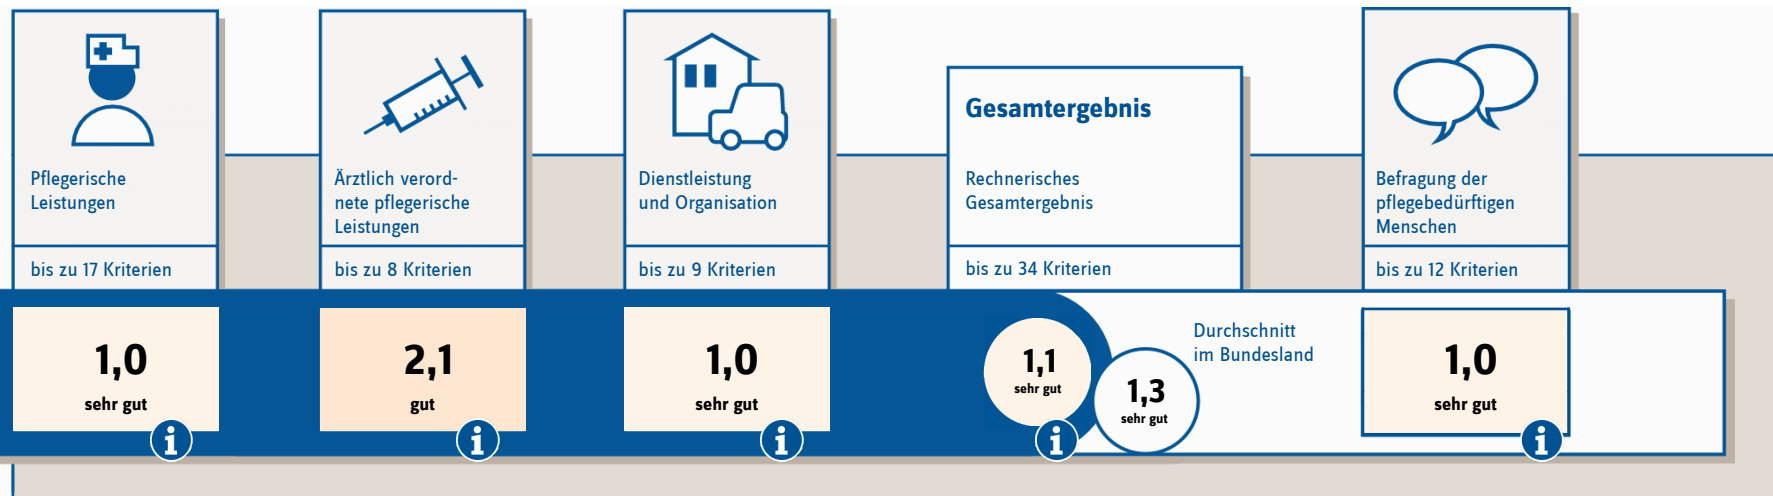 Pflegerische
Leistungen
bis zu 17 Kriterien
1,0
sehr gut
i
Ärztlich verord-
nete pflegerische
Leistungen
bis zu 8 Kriterien
2,1
gut
i
Dienstleistung
und Organisation
bis zu 9 Kriterien
1,0
sehr gut
i
Gesamtergebnis
Rechnerisches
Gesamtergebnis
bis zu 34 Kriterien
1,1
sehr gut
i
1,3
sehr gut
Durchschnitt
im Bundesland
Befragung der
pflegebedürftigen
Menschen
bis zu 12 Kriterien
1,0
sehr gut
i